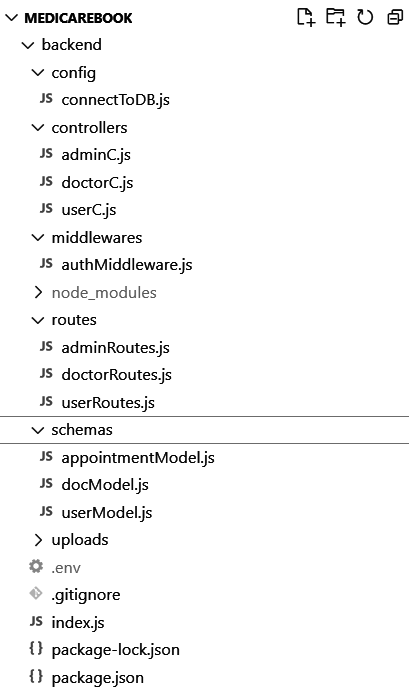 MEDICAREBOOK
backend
config
JS connectToDB.js
controllers
JS adminC.js
JS doctorC.js
JS userC.js
middlewares
JS authMiddleware.js
node_modules
routes
JS adminRoutes.js
JS doctorRoutes.js
JS userRoutes.js
schemas
JS appointmentModel.js
JS docModel.js
JS userModel.js
uploads
.env
.gitignore
JS index.js
{} package-lock.json
{} package.json